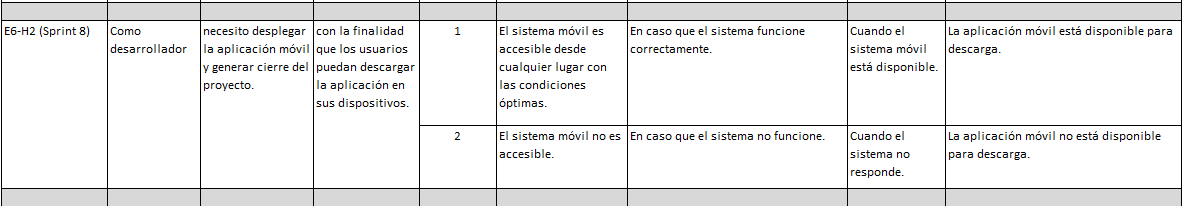 E6-H2 (Sprint 8)
Como
desarrollador
necesito desplegar
la aplicación móvil
y generar cierre del
proyecto.
con la finalidad
que los usuarios
puedan descargar
la aplicación en
sus dispositivos.
1
El sistema móvil es
accesible desde
cualquier lugar con
las condiciones
óptimas.
En caso que el sistema funcione
correctamente.
Cuando el
sistema móvil
está disponible.
La aplicación móvil está disponible para
descarga.
2
El sistema móvil no es
accesible.
En caso que el sistema no funcione.
Cuando el
sistema no
responde.
La aplicación móvil no está disponible
para descarga.